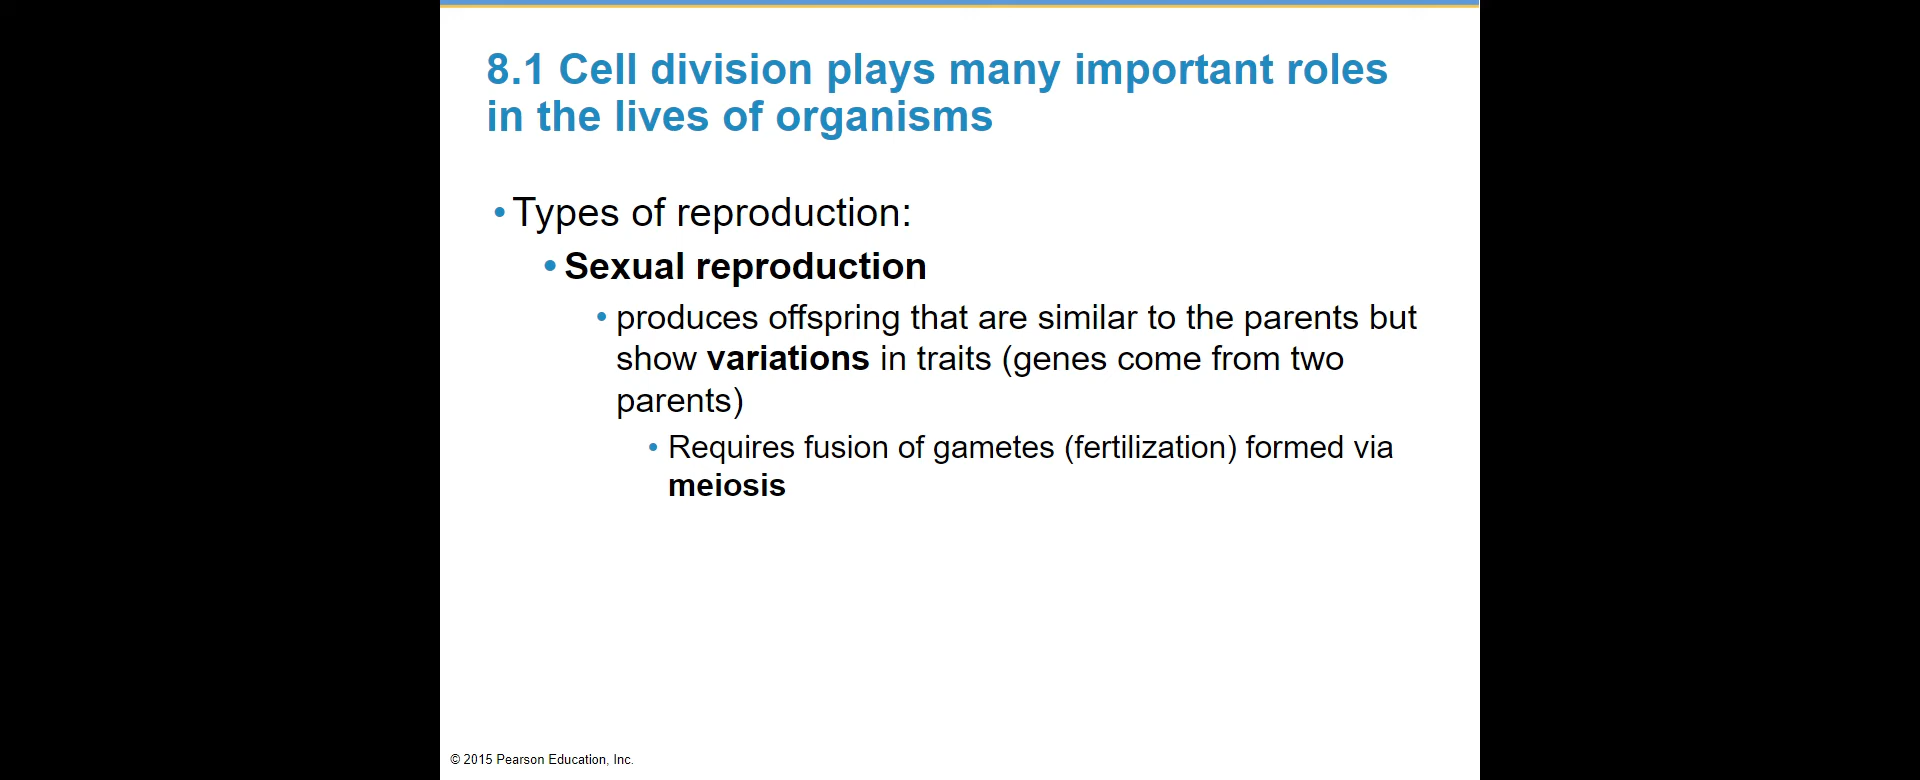 8.1 Cell division plays many important roles
in the lives of organisms
• Types of reproduction:
• Sexual reproduction
• produces offspring that are similar to the parents but
show variations in traits (genes come from two
parents)
• Requires fusion of gametes (fertilization) formed via
meiosis
© 2015 Pearson Education, Inc.